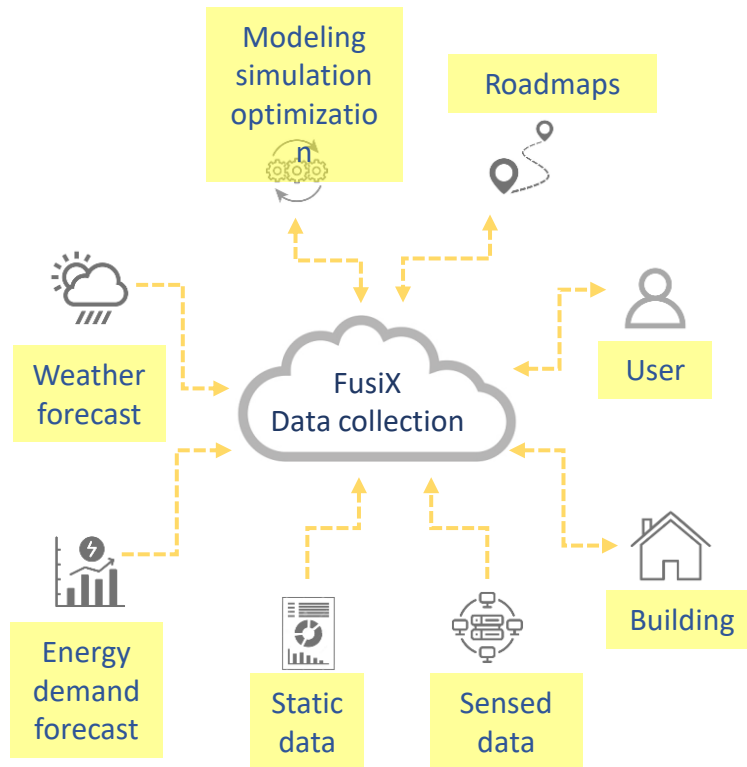 Modeling
simulation
optimizatio
n
Roadmaps
Weather
forecast
FusiX
Data collection
User
Energy
demand
forecast
Static
data
Sensed
data
Building